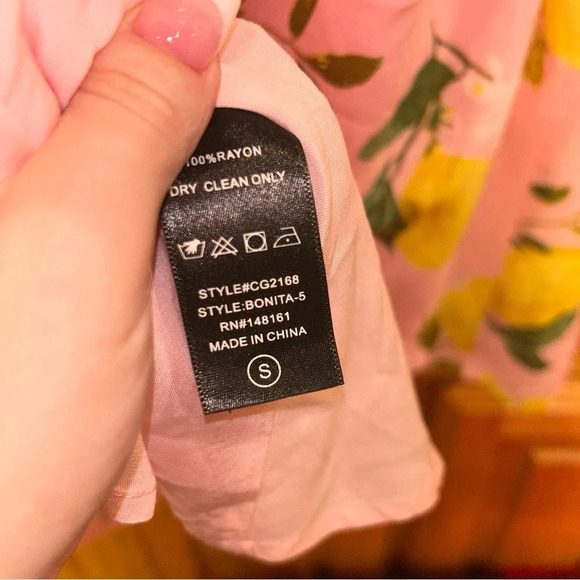 100%RAYON
DRY CLEAN ONLY
STYLE#CG2168
STYLE:BONITA-5
RN#148161
MADE IN CHINA
S